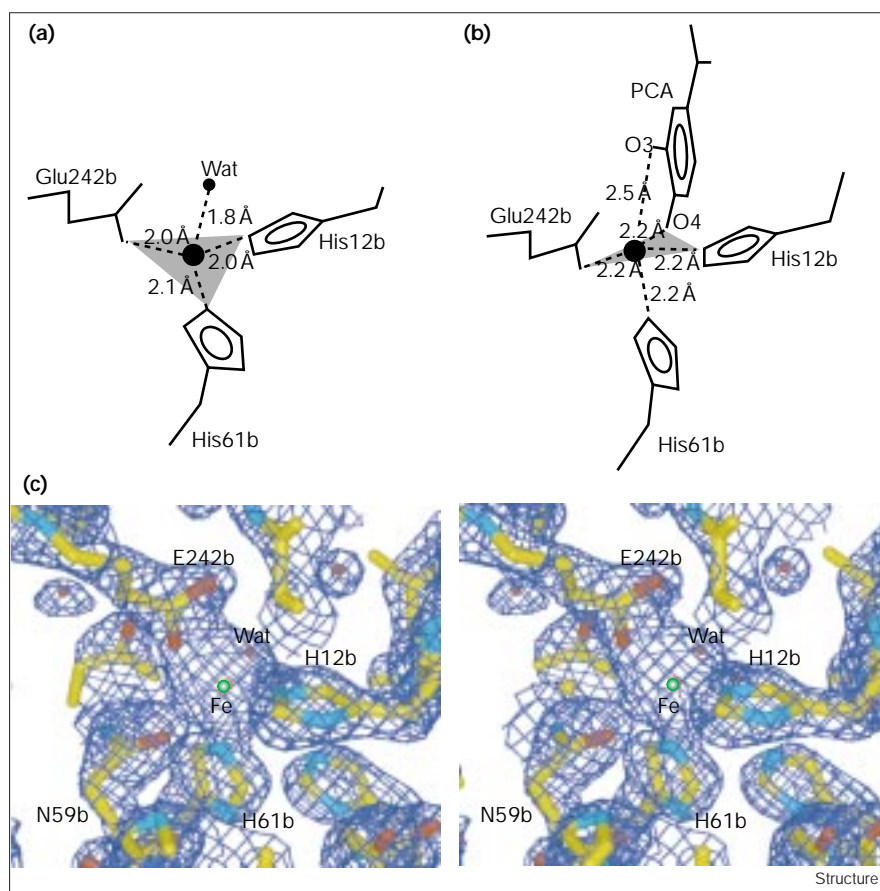 (a)
Wat
Glu242b
1.8 Å
2.0 Å
2.0 Å
His12b
2.1 Å
His61b
(b)
PCA
O3
2.5 Å
Glu242b
O4
2.2 Å
2.2 Å
2.2 Å
His12b
2.2 Å
His61b
(c)
E242b
Wat
H12b
Fe
N59b
H61b
E242b
Wat
H12b
Fe
N59b
H61b
Structure